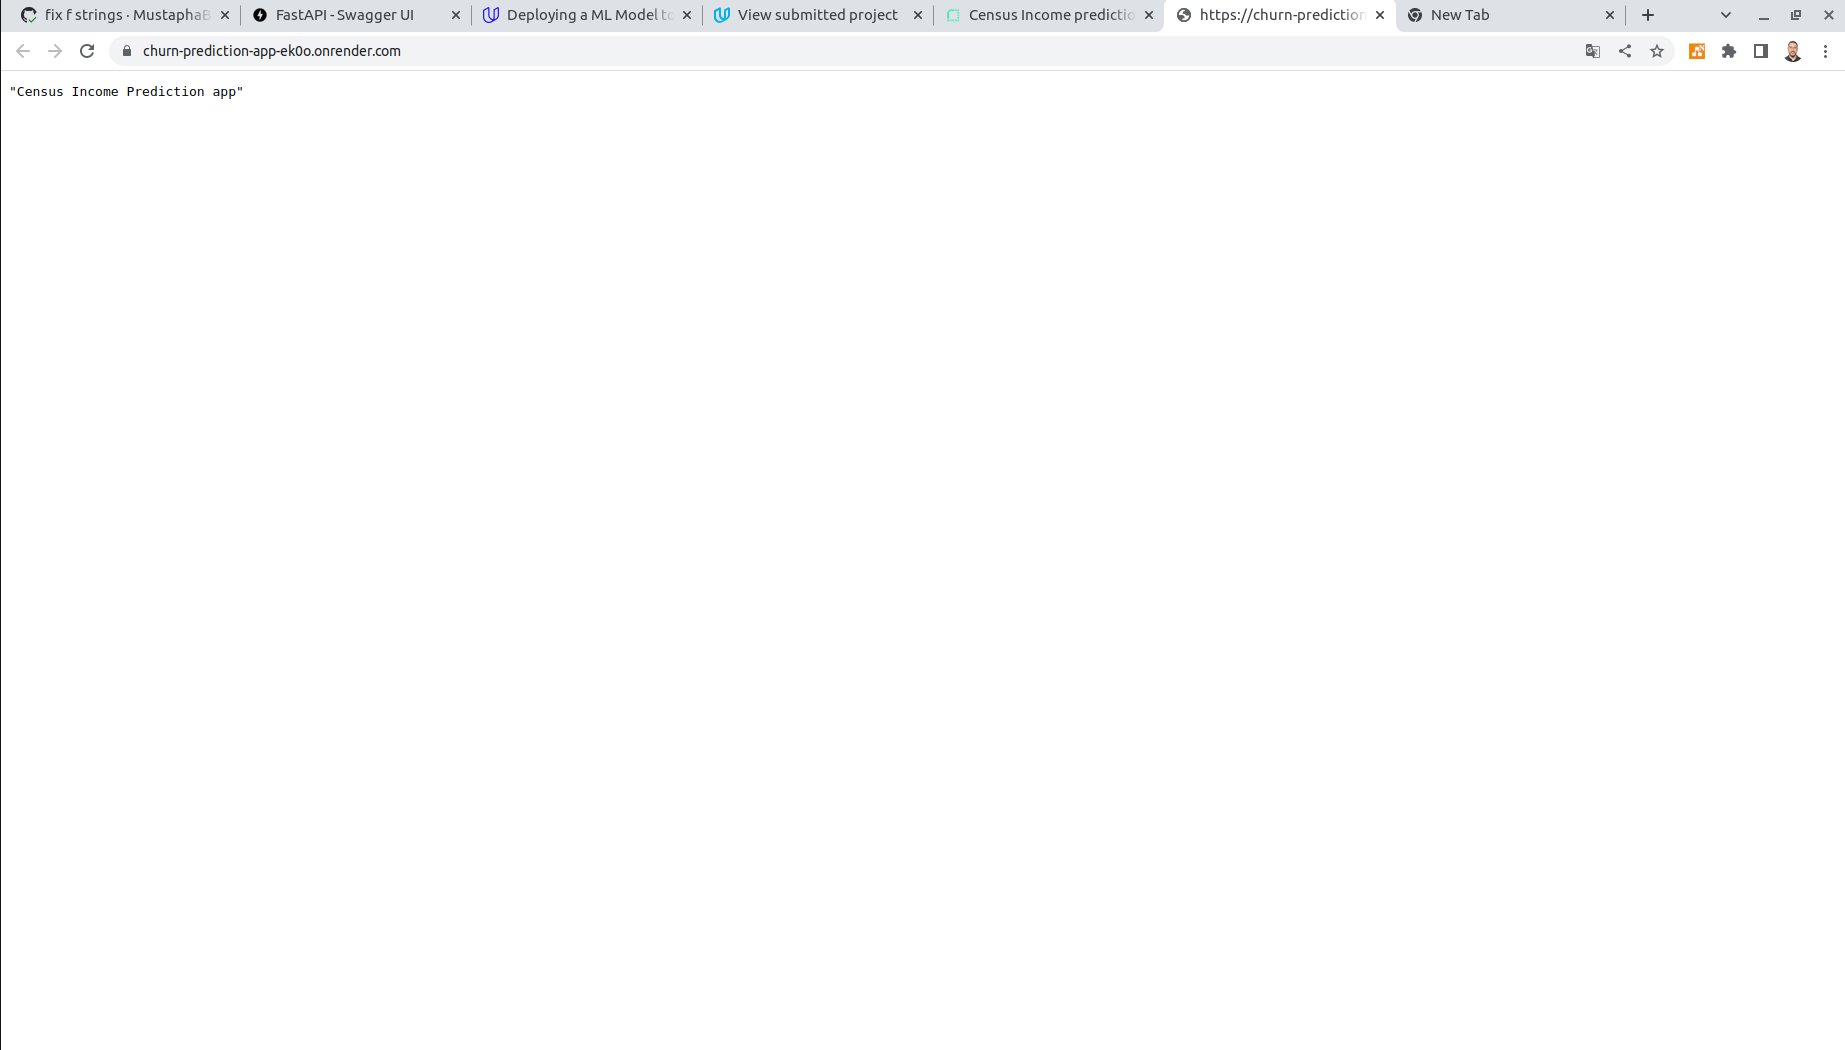 fix f strings · MustaphaB
FastAPI - Swagger UI
Deploying a ML Model to
View submitted project
Census Income predictio
https://churn-prediction
New Tab
churn-prediction-app-ek0o.onrender.com
"Census Income Prediction app"